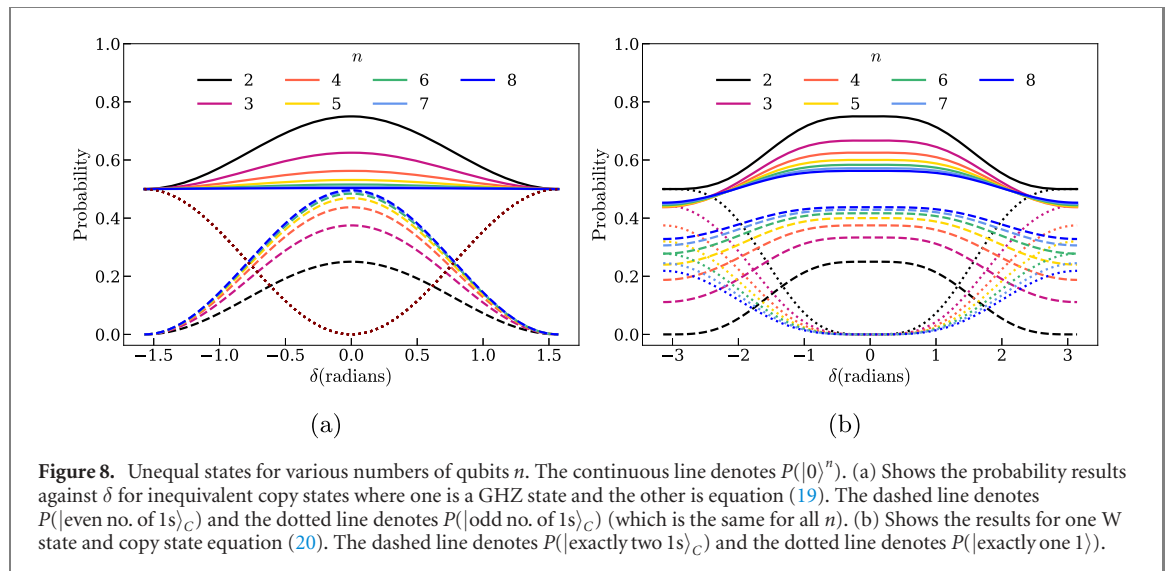 n
2 4 6 8
3 5 7
1.0
0.8
0.6
0.4
0.2
0.0
Probability
−1.5 −1.0 −0.5 0.0 0.5 1.0 1.5
δ(radians)
(a)
n
2 4 6 8
3 5 7
1.0
0.8
0.6
0.4
0.2
0.0
Probability
−3 −2 −1 0 1 2 3
δ(radians)
(b)
Figure 8. Unequal states for various numbers of qubits n. The continuous line denotes P(|0⟩ⁿ). (a) Shows the probability results
against δ for inequivalent copy states where one is a GHZ state and the other is equation (19). The dashed line denotes
P(|even no. of 1s⟩C) and the dotted line denotes P(|odd no. of 1s⟩C) (which is the same for all n). (b) Shows the results for one W
state and copy state equation (20). The dashed line denotes P(|exactly two 1s⟩C) and the dotted line denotes P(|exactly one 1⟩).